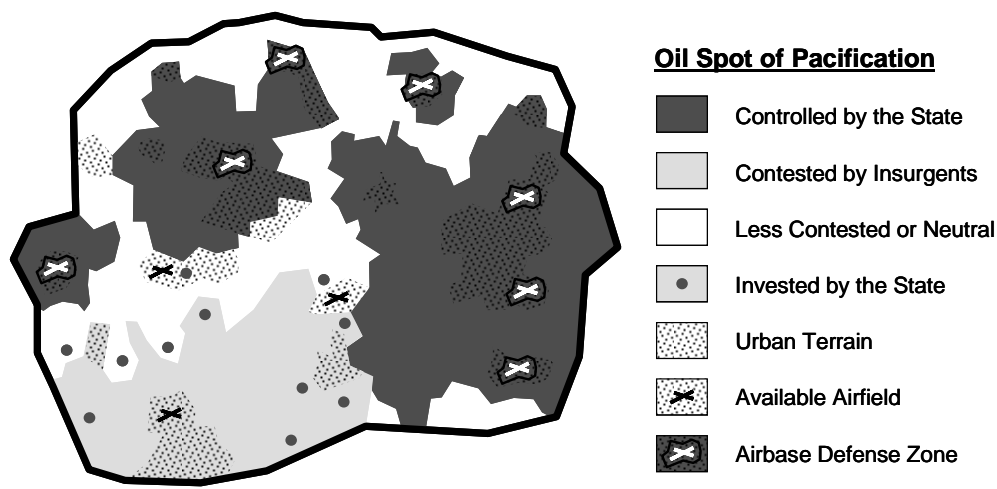 Oil Spot of Pacification
Controlled by the State
Contested by Insurgents
Less Contested or Neutral
Invested by the State
Urban Terrain
Available Airfield
Airbase Defense Zone